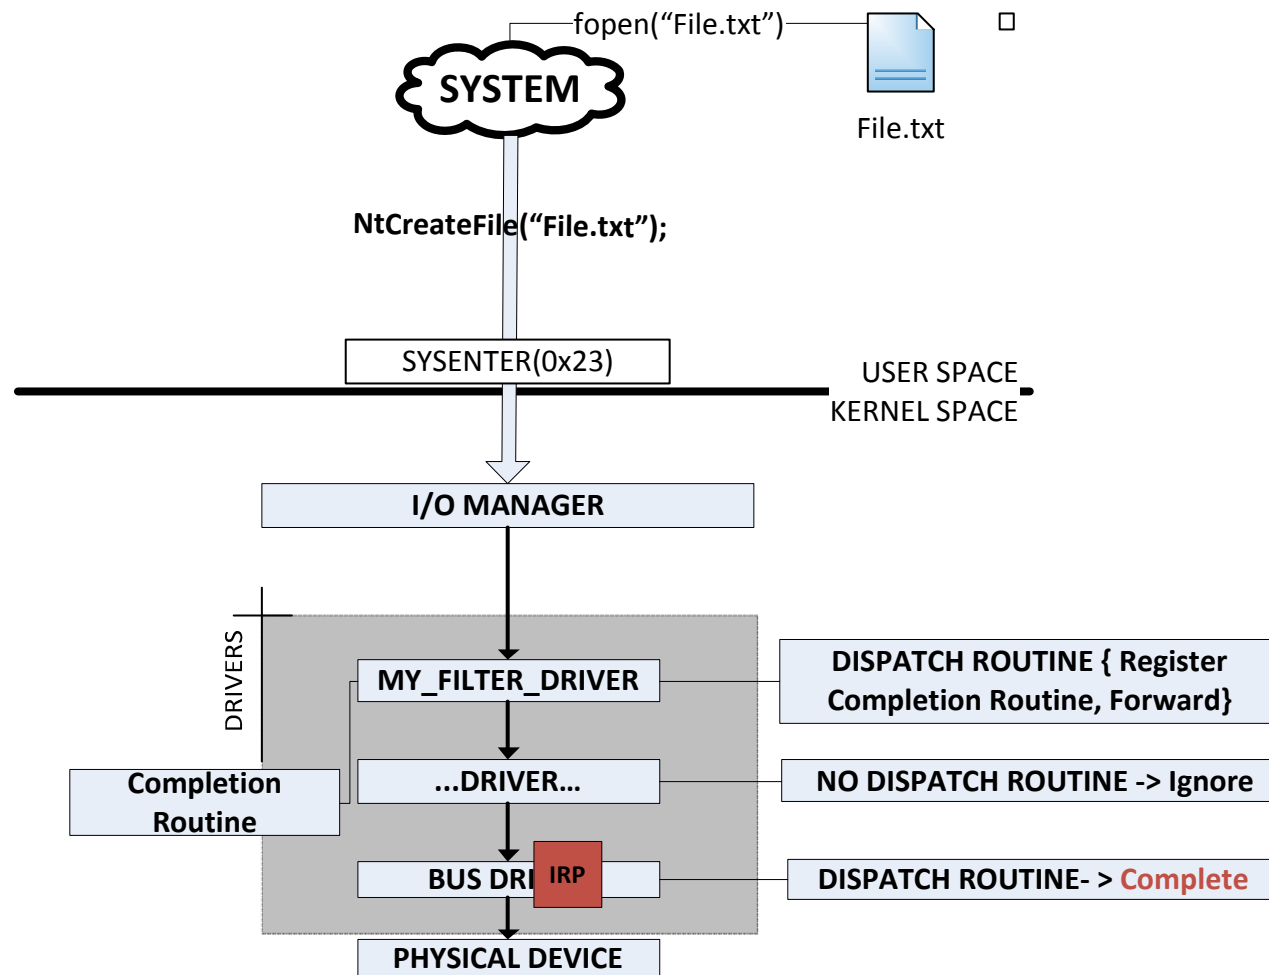 fopen(“File.txt”)
SYSTEM
File.txt
NtCreateFile(“File.txt”);
SYSENTER(0x23)
USER SPACE
KERNEL SPACE
I/O MANAGER
DRIVERS
MY_FILTER_DRIVER
DISPATCH ROUTINE { Register
Completion Routine, Forward}
Completion
Routine
...DRIVER…
NO DISPATCH ROUTINE -> Ignore
BUS DRI
IRP
DISPATCH ROUTINE- > Complete
PHYSICAL DEVICE